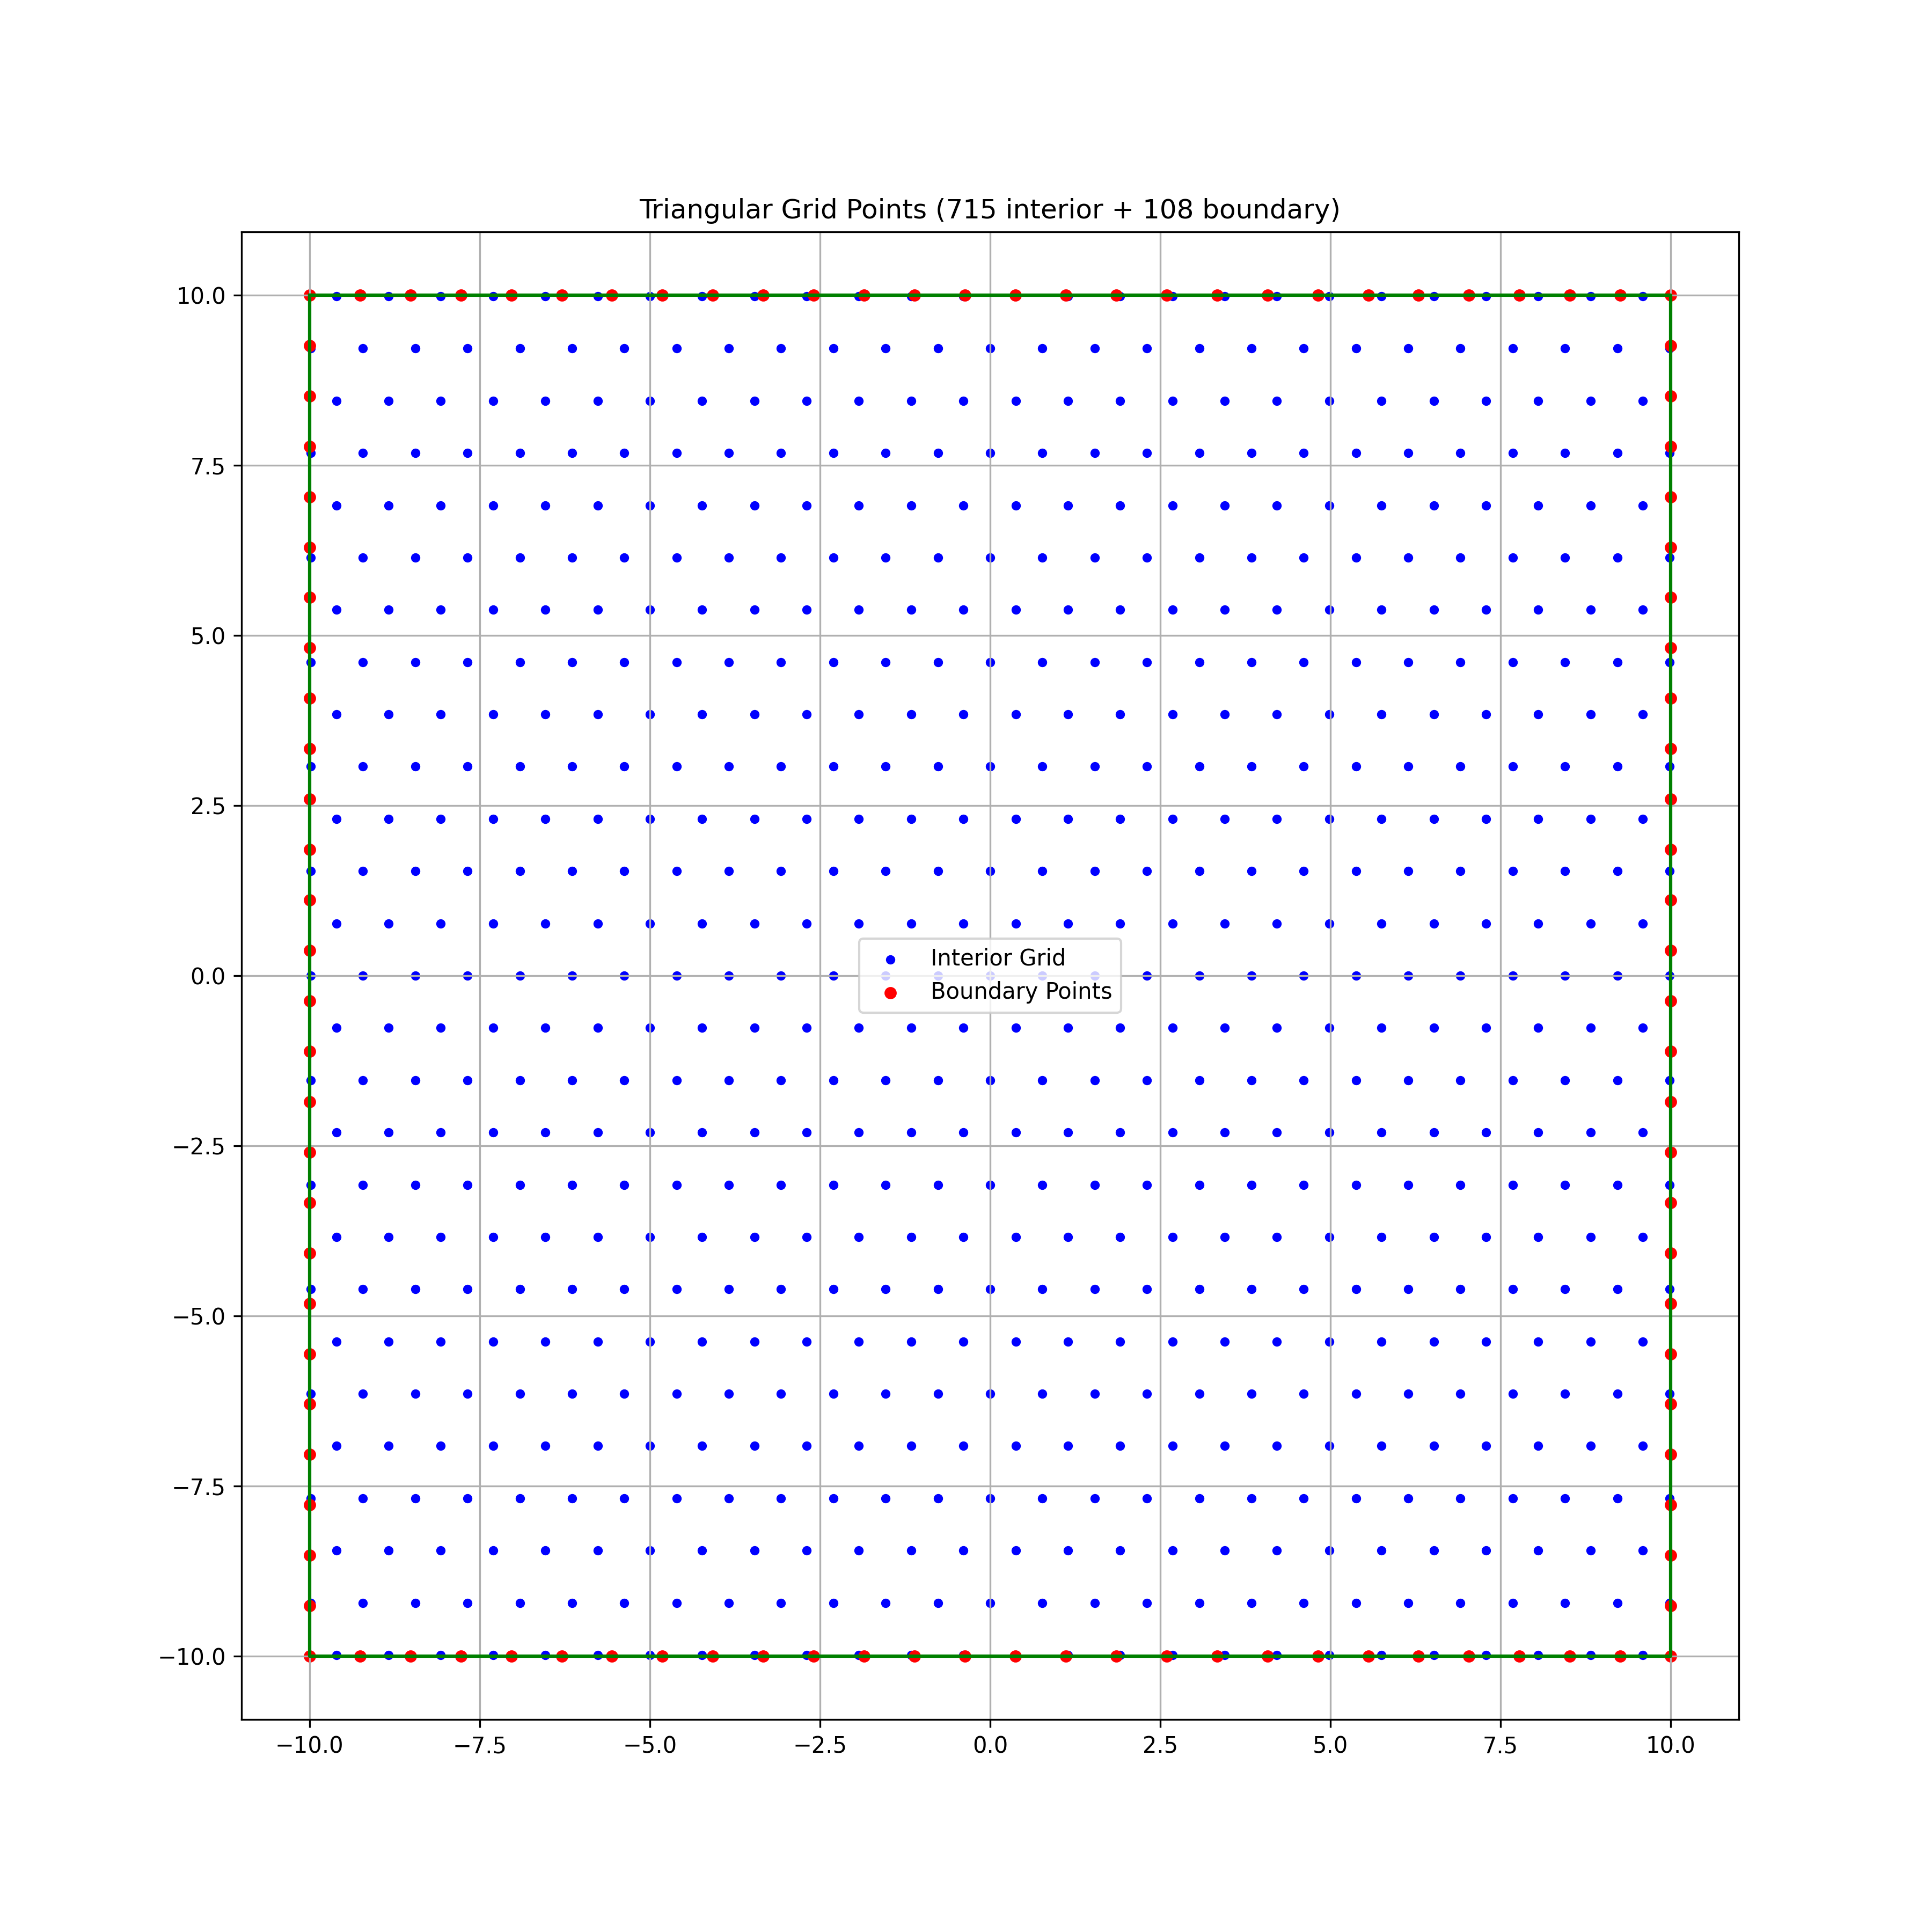 Triangular Grid Points (715 interior + 108 boundary)
10.0
7.5
5.0
2.5
0.0
−2.5
−5.0
−7.5
−10.0
Interior Grid
Boundary Points
−10.0 −7.5 −5.0 −2.5 0.0 2.5 5.0 7.5 10.0